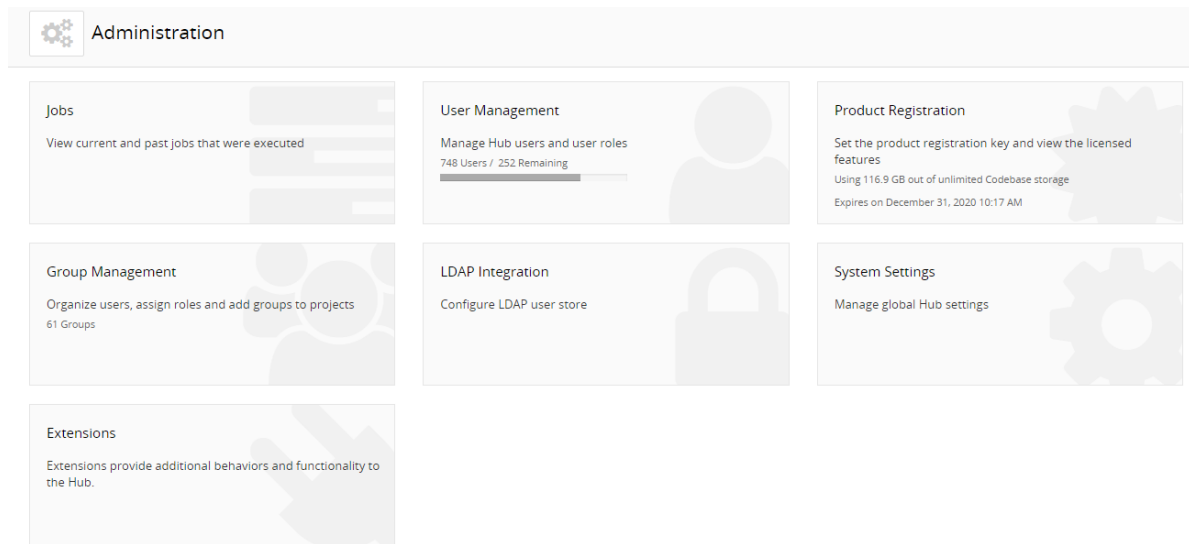 Administration
Jobs
View current and past jobs that were executed
User Management
Manage Hub users and user roles
748 Users / 252 Remaining
Product Registration
Set the product registration key and view the licensed
features
Using 116.9 GB out of unlimited Codebase storage
Expires on December 31, 2020 10:17 AM
Group Management
Organize users, assign roles and add groups to projects
61 Groups
LDAP Integration
Configure LDAP user store
System Settings
Manage global Hub settings
Extensions
Extensions provide additional behaviors and functionality to
the Hub.